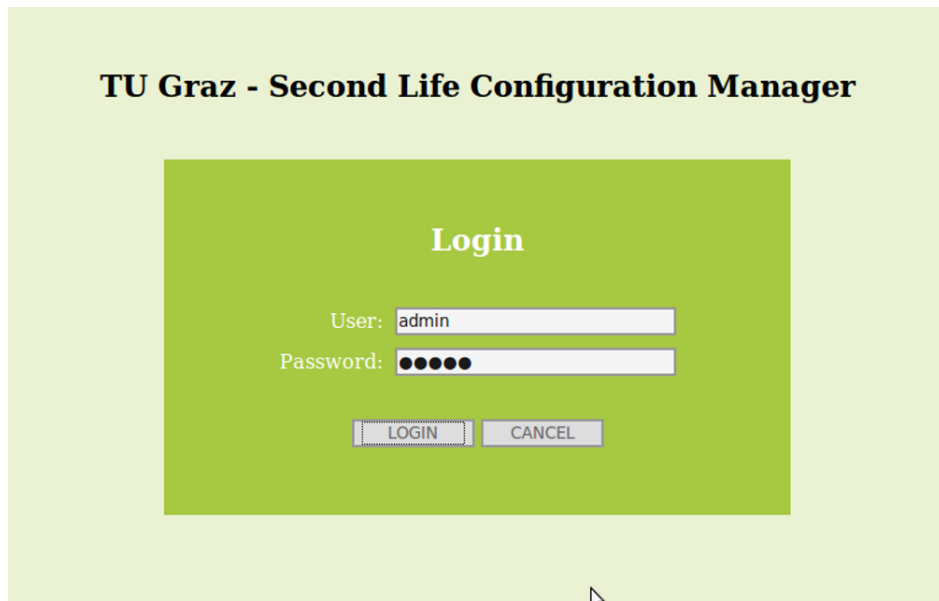 TU Graz - Second Life Configuration Manager
Login
User: admin
Password: ●●●●●
LOGIN CANCEL